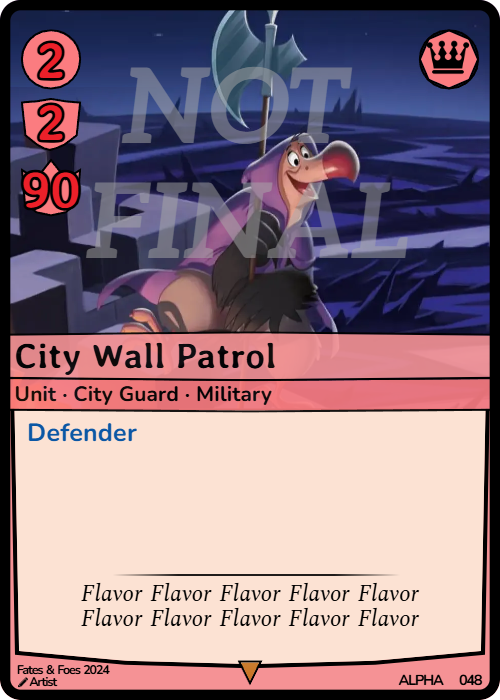 2
2
90
NOT
FINAL
City Wall Patrol
Unit · City Guard · Military
Defender
Flavor Flavor Flavor Flavor Flavor
Flavor Flavor Flavor Flavor Flavor
Fates & Foes 2024
Artist
ALPHA 048